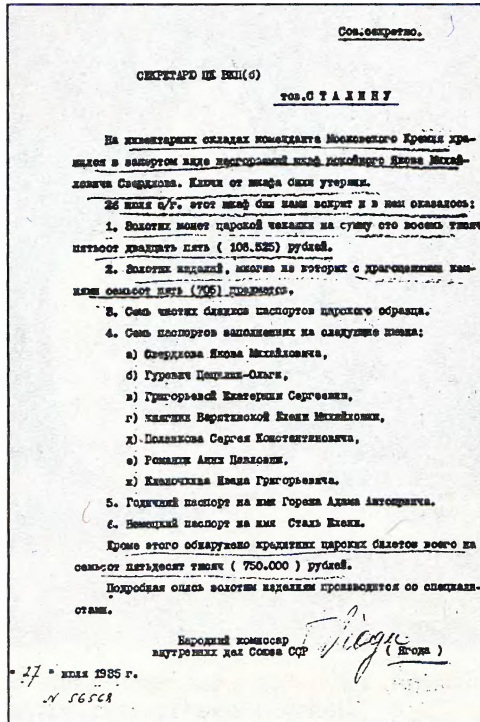 Сов.секретно.
СЕКРЕТАРЮ ЦК ВКП(б)
тов.СТАЛИНУ
На инвентарных складах коменданта Московского Кремля хра-
нился в запертом виде несгораемый шкаф покойного Якова Михай-
ловича Свердлова. Ключи от шкафа были утеряны.
26 июля с/г. этот шкаф был нами вскрыт и в нем оказалось:
1. Золотых монет царской чеканки на сумму сто восемь тысяч
пятьсот двадцать пять ( 108.525) рублей.
2. Золотых изделий, многие из которых с драгоценными кам-
нями семьсот пять (705) предметов.
3. Семь чистых бланков паспортов царского образца.
4. Семь паспортов заполненных на следующие имена:
а) Свердлова Якова Михайловича,
б) Гуревич Цецилии-Ольги,
в) Григорьевой Екатерины Сергеевны,
г) княгини Барятинской Елены Михайловны,
д) Ползикова Сергея Константиновича,
е) Романюк Анны Павловны,
ж) Кленочкина Ивана Григорьевича.
5. Годичный паспорт на имя Горена Адама Антоновича.
6. Немецкий паспорт на имя Сталь Елены.
Кроме этого обнаружено кредитных царских билетов всего на
семьсот пятьдесят тысяч ( 750.000 ) рублей.
Подробная опись золотым изделиям производится со специали-
стами.
Народный комиссар
внутренних дел Союза ССР ( Ягода )
"27" июля 1935 г.
N 56568